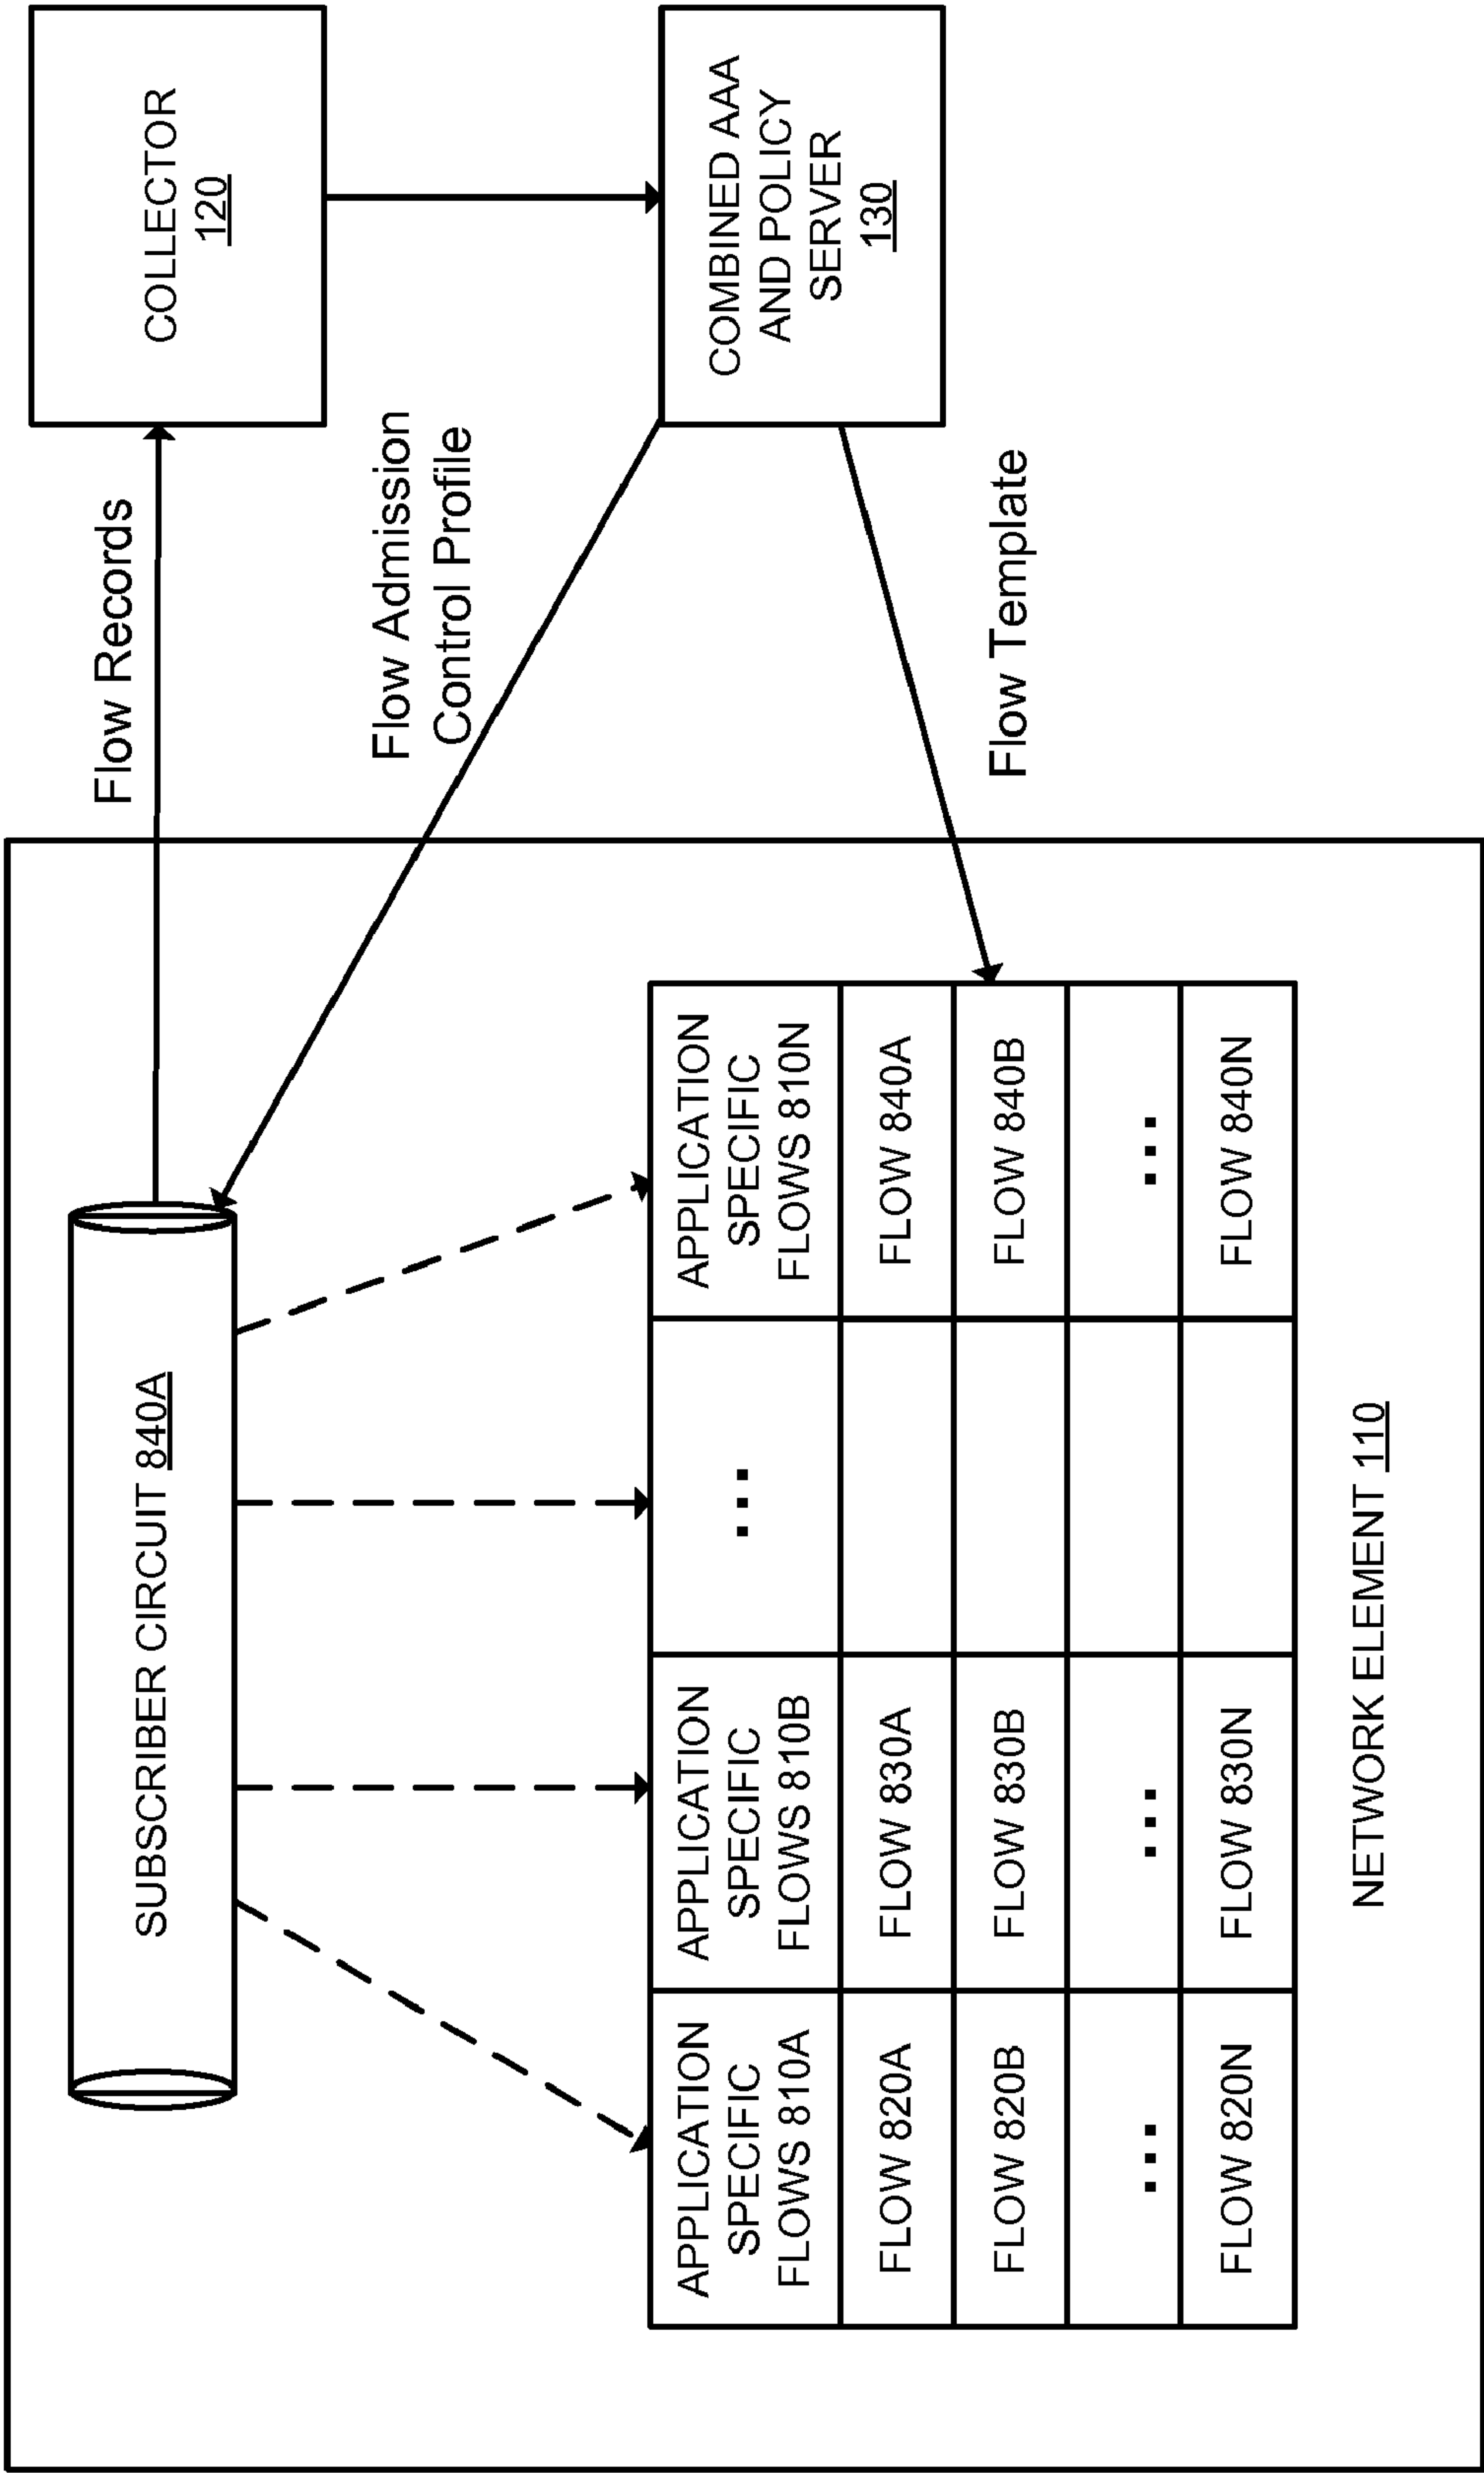 SUBSCRIBER CIRCUIT 840A
Flow Records
COLLECTOR
120
Flow Admission
Control Profile
COMBINED AAA
AND POLICY
SERVER
130
Flow Template
APPLICATION
SPECIFIC
FLOWS 810A
APPLICATION
SPECIFIC
FLOWS 810B
...
APPLICATION
SPECIFIC
FLOWS 810N
FLOW 820A
FLOW 830A
FLOW 840A
FLOW 820B
FLOW 830B
FLOW 840B
...
...
...
FLOW 820N
FLOW 830N
FLOW 840N
NETWORK ELEMENT 110